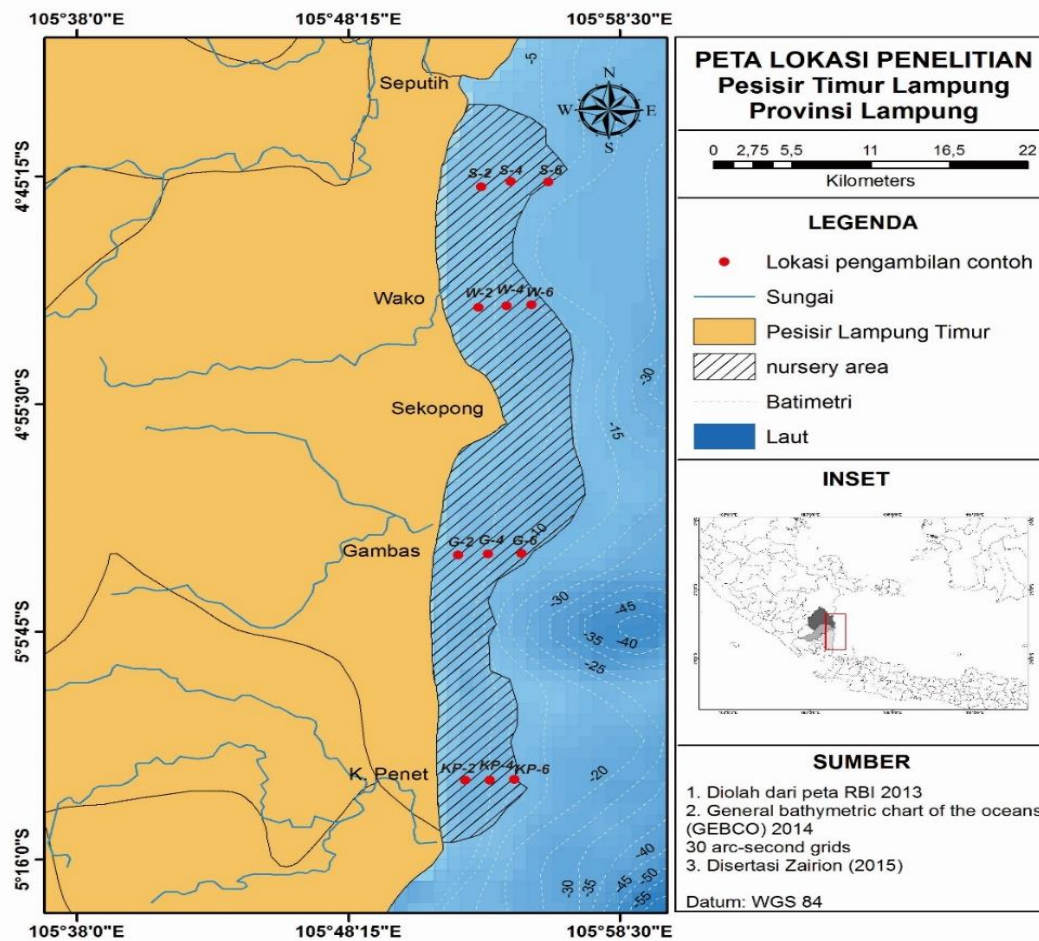 105°38'0"E
105°48'15"E
105°58'30"E
4°45'15"S
4°55'30"S
5°5'45"S
5°16'0"S
Seputih
-5
N
W
E
S
S-2
S-4
S-6
Wako
W-2
W-4
W-6
-30
Sekopong
-15
-10
Gambas
G-2
G-4
G-6
-30
-45
-35
-40
-25
K. Penet
KP-2
KP-4
KP-6
-20
-40
-30
-35
-45
-50
-55
105°38'0"E
105°48'15"E
105°58'30"E
PETA LOKASI PENELITIAN
Pesisir Timur Lampung
Provinsi Lampung
0 2,75 5,5 11 16,5 22
Kilometers
LEGENDA
Lokasi pengambilan contoh
Sungai
Pesisir Lampung Timur
nursery area
Batimetri
Laut
INSET
SUMBER
1. Diolah dari peta RBI 2013
2. General bathymetric chart of the oceans
(GEBCO) 2014
30 arc-second grids
3. Disertasi Zairion (2015)
Datum: WGS 84